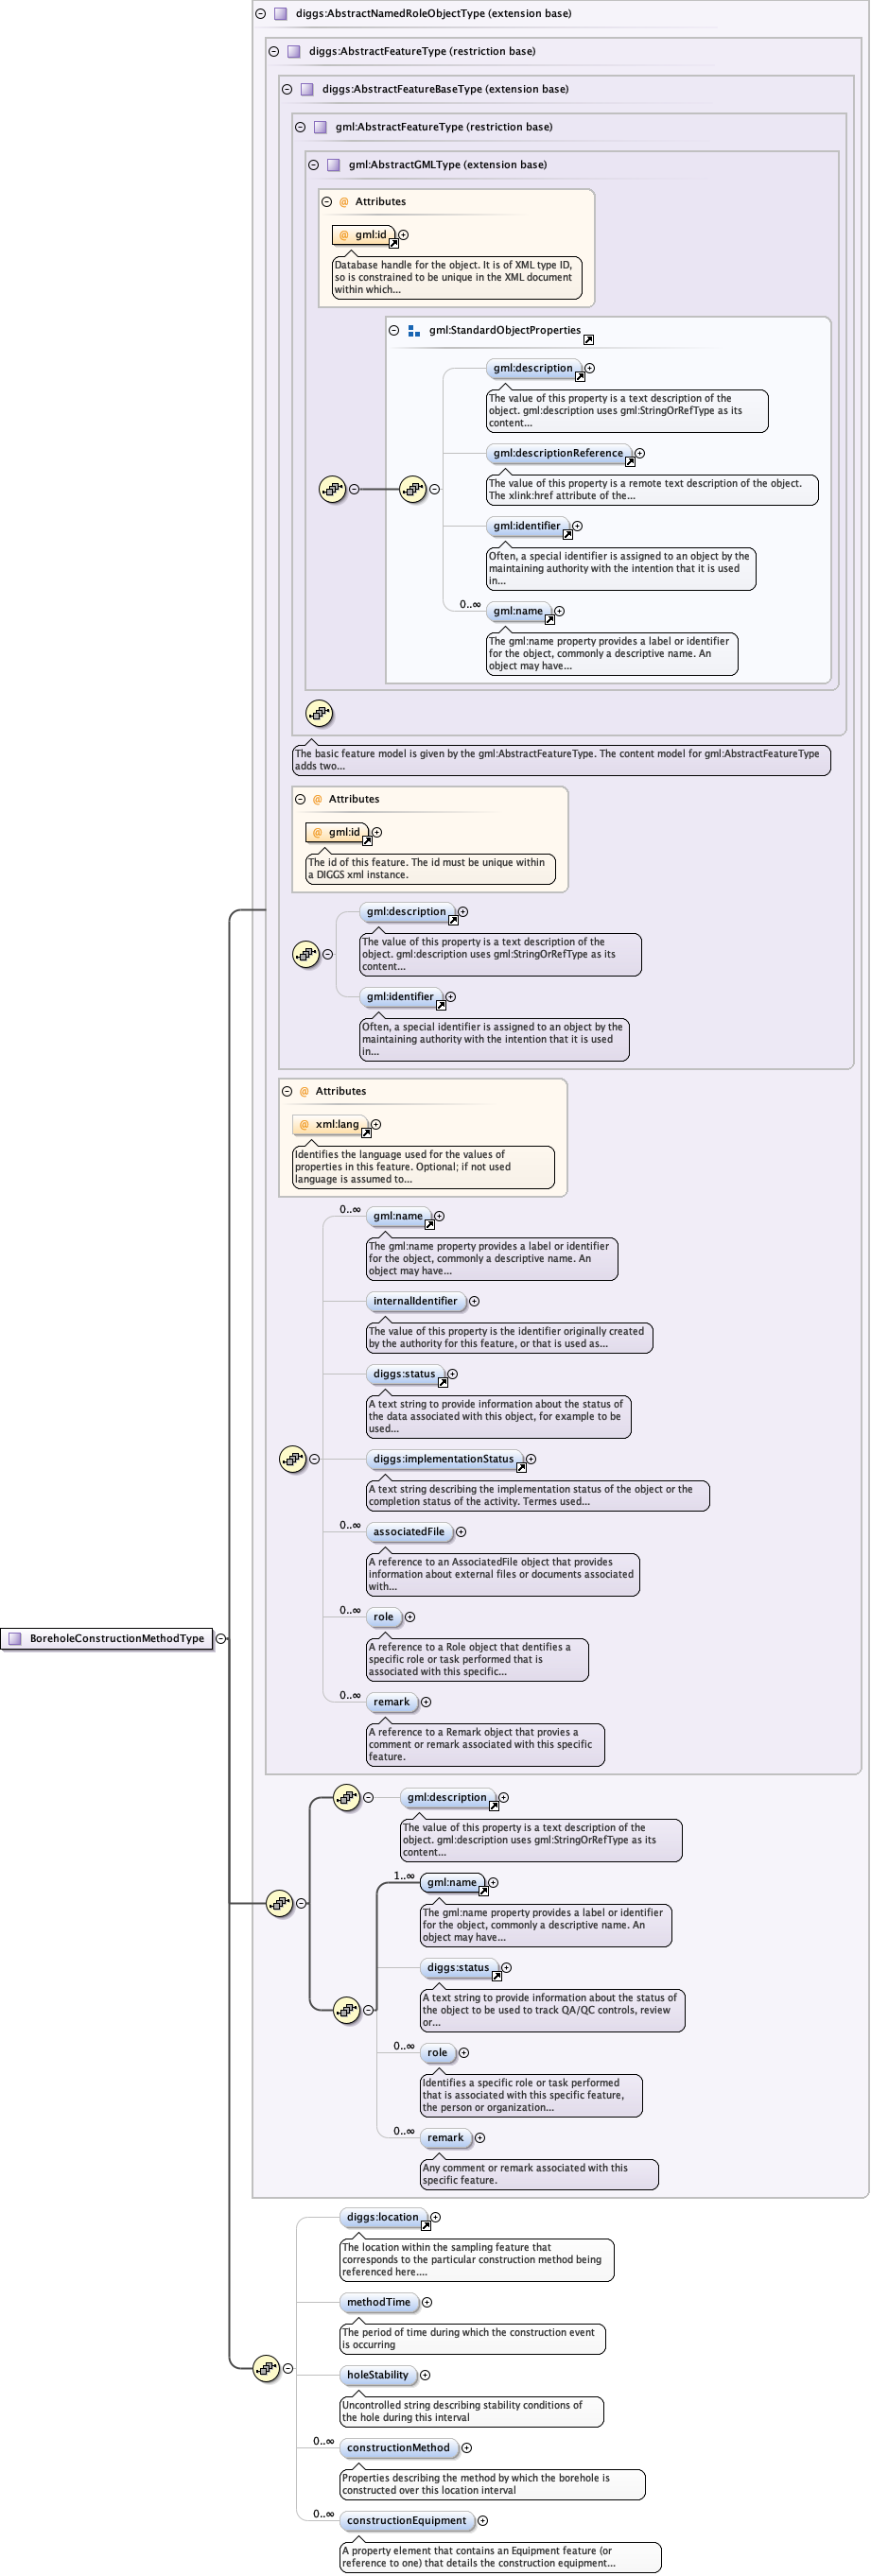 diggs:AbstractNamedRoleObjectType (extension base)
diggs:AbstractFeatureType (restriction base)
diggs:AbstractFeatureBaseType (extension base)
gml:AbstractFeatureType (restriction base)
gml:AbstractGMLType (extension base)
@ Attributes
@ gml:id
Database handle for the object. It is of XML type ID,
so is constrained to be unique in the XML document
within which...
gml:StandardObjectProperties
gml:description
The value of this property is a text description of the
object. gml:description uses gml:StringOrRefType as its
content...
gml:descriptionReference
The value of this property is a remote text description of the object.
The xlink:href attribute of the...
gml:identifier
Often, a special identifier is assigned to an object by the
maintaining authority with the intention that it is used
in...
0..∞
gml:name
The gml:name property provides a label or identifier
for the object, commonly a descriptive name. An
object may have...
The basic feature model is given by the gml:AbstractFeatureType. The content model for gml:AbstractFeatureType
adds two...
@ Attributes
@ gml:id
The id of this feature. The id must be unique within
a DIGGS xml instance.
gml:description
The value of this property is a text description of the
object. gml:description uses gml:StringOrRefType as its
content...
gml:identifier
Often, a special identifier is assigned to an object by the
maintaining authority with the intention that it is used
in...
@ Attributes
@ xml:lang
Identifies the language used for the values of
properties in this feature. Optional; if not used
language is assumed to...
0..∞
gml:name
The gml:name property provides a label or identifier
for the object, commonly a descriptive name. An
object may have...
internalIdentifier
The value of this property is the identifier originally created
by the authority for this feature, or that is used as...
diggs:status
A text string to provide information about the status of
the data associated with this object, for example to be
used...
diggs:implementationStatus
A text string describing the implementation status of the object or the
completion status of the activity. Termes used...
0..∞
associatedFile
A reference to an AssociatedFile object that provides
information about external files or documents associated
with...
0..∞
role
A reference to a Role object that dentifies a
specific role or task performed that is
associated with this specific...
BoreholeConstructionMethodType
0..∞
remark
A reference to a Remark object that provies a
comment or remark associated with this specific
feature.
gml:description
The value of this property is a text description of the
object. gml:description uses gml:StringOrRefType as its
content...
1..∞
gml:name
The gml:name property provides a label or identifier
for the object, commonly a descriptive name. An
object may have...
diggs:status
A text string to provide information about the status of
the object to be used to track QA/QC controls, review
or...
0..∞
role
Identifies a specific role or task performed
that is associated with this specific feature,
the person or organization...
0..∞
remark
Any comment or remark associated with this
specific feature.
diggs:location
The location within the sampling feature that
corresponds to the particular construction method being
referenced here....
methodTime
The period of time during which the construction event
is occurring
holeStability
Uncontrolled string describing stability conditions of
the hole during this interval
0..∞
constructionMethod
Properties describing the method by which the borehole is
constructed over this location interval
0..∞
constructionEquipment
A property element that contains an Equipment feature (or
reference to one) that details the construction equipment...